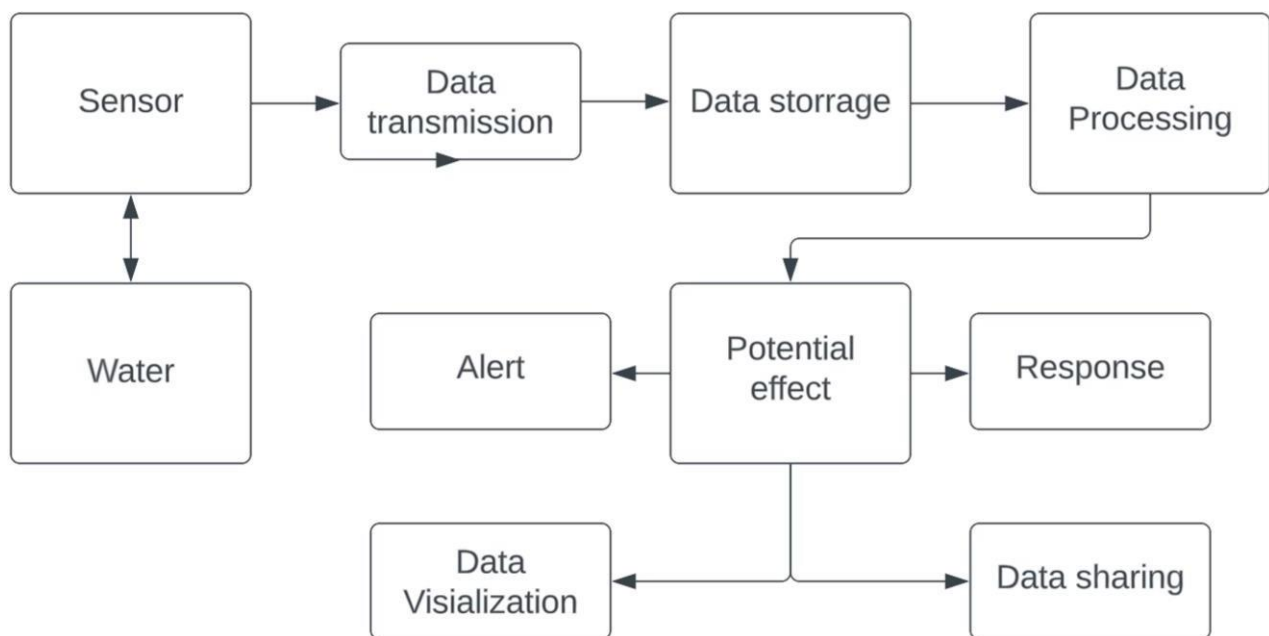 Sensor
Data
transmission
Data storrage
Data
Processing
Water
Alert
Potential
effect
Response
Data
Visialization
Data sharing